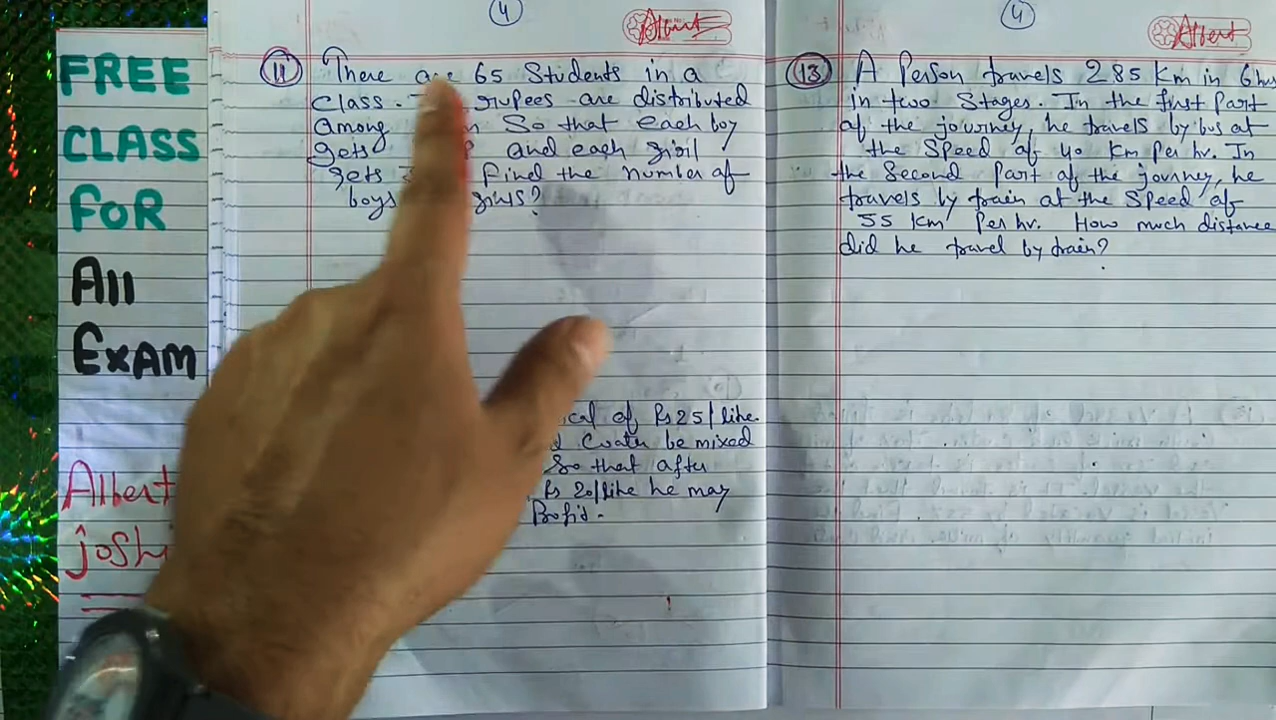 FREE
CLASS
FOR
All
EXAM
Albert
joshi
4
Albert
11 There are 65 Students in a
Class. rupees are distributed
among So that each boy
gets P and each girl
gets Find the number of
boys girls?
ical of Rs 25/litre
Water be mixed
So that after
Rs 20/litre he may
Profit.
4
Albert
13 A Person travels 285 Km in 6 hrs
in two Stages. In the first Part
of the journey, he travels by bus at
the Speed of 40 Km Per hr. In
the Second Part of the journey, he
travels by train at the Speed of
55 Km Per hr. How much distance
did he travel by train?